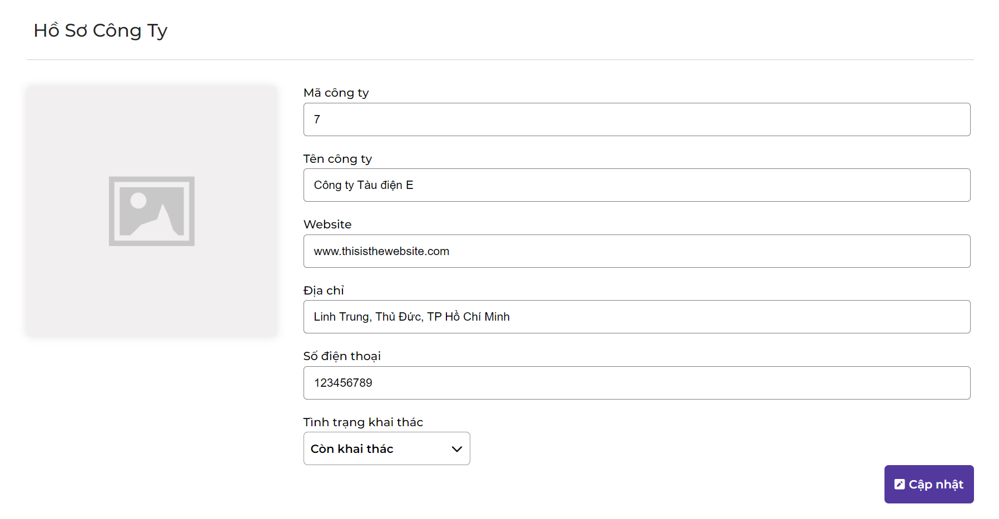 Hồ Sơ Công Ty
Mã công ty
7
Tên công ty
Công ty Tàu điện E
Website
www.thisisthewebsite.com
Địa chỉ
Linh Trung, Thủ Đức, TP Hồ Chí Minh
Số điện thoại
123456789
Tình trạng khai thác
Còn khai thác
Cập nhật